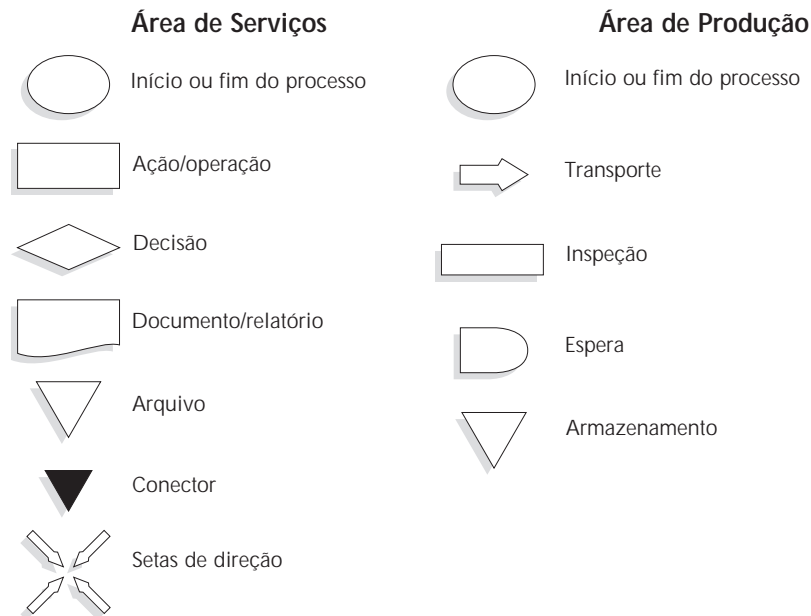 Área de Serviços
Início ou fim do processo
Ação/operação
Decisão
Documento/relatório
Arquivo
Conector
Setas de direção
Área de Produção
Início ou fim do processo
Transporte
Inspeção
Espera
Armazenamento